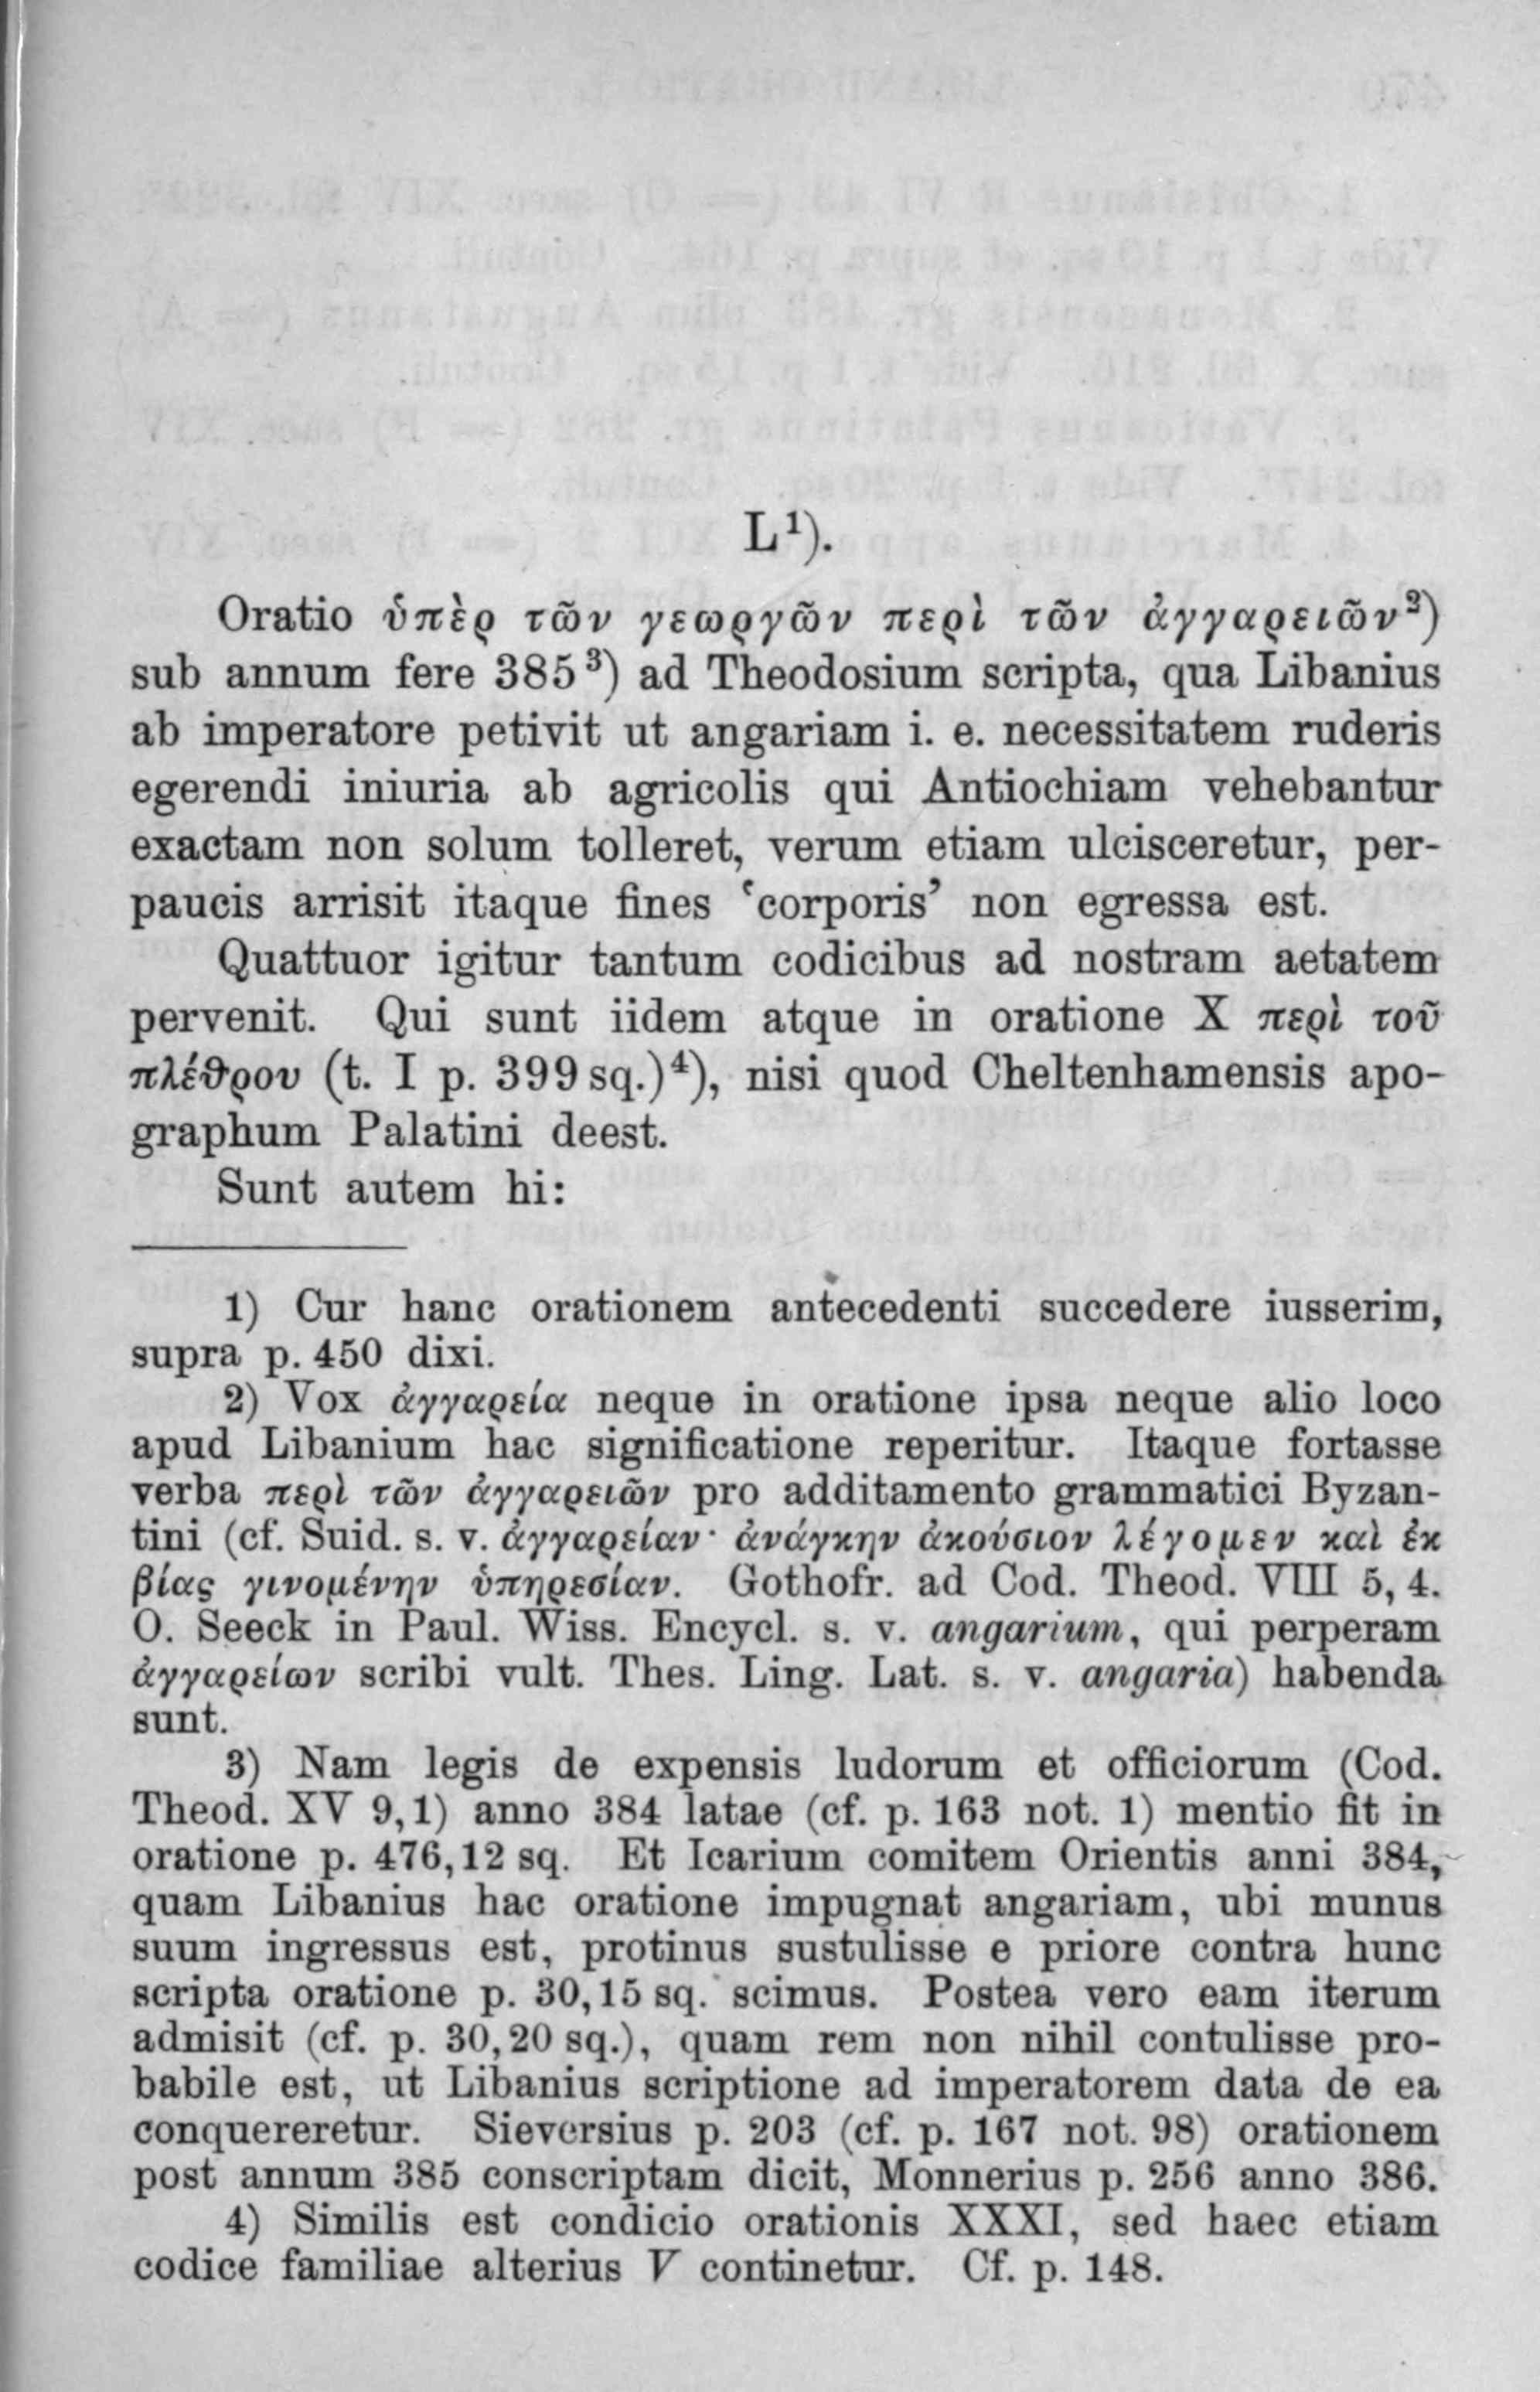 L¹).
Oratio ὑπὲρ τῶν γεωργῶν περὶ τῶν ἀγγαρειῶν²)
sub annum fere 385³) ad Theodosium scripta, qua Libanius
ab imperatore petivit ut angariam i. e. necessitatem ruderis
egerendi iniuria ab agricolis qui Antiochiam vehebantur
exactam non solum tolleret, verum etiam ulcisceretur, per-
paucis arrisit itaque fines ‘corporis’ non egressa est.
Quattuor igitur tantum codicibus ad nostram aetatem
pervenit. Qui sunt iidem atque in oratione X περὶ τοῦ
πλέθρου (t. I p. 399 sq.)⁴), nisi quod Cheltenhamensis apo-
graphum Palatini deest.
Sunt autem hi:
1) Cur hanc orationem antecedenti succedere iusserim,
supra p. 450 dixi.
2) Vox ἀγγαρεία neque in oratione ipsa neque alio loco
apud Libanium hac significatione reperitur. Itaque fortasse
verba περὶ τῶν ἀγγαρειῶν pro additamento grammatici Byzan-
tini (cf. Suid. s. v. ἀγγαρείαν· ἀνάγκην ἀκούσιον λέγομεν καὶ ἐκ
βίας γινομένην ὑπηρεσίαν. Gothofr. ad Cod. Theod. VIII 5, 4.
O. Seeck in Paul. Wiss. Encycl. s. v. angarium, qui perperam
ἀγγαρείων scribi vult. Thes. Ling. Lat. s. v. angaria) habenda
sunt.
3) Nam legis de expensis ludorum et officiorum (Cod.
Theod. XV 9,1) anno 384 latae (cf. p. 163 not. 1) mentio fit in
oratione p. 476,12 sq. Et Icarium comitem Orientis anni 384,
quam Libanius hac oratione impugnat angariam, ubi munus
suum ingressus est, protinus sustulisse e priore contra hunc
scripta oratione p. 30,15 sq. scimus. Postea vero eam iterum
admisit (cf. p. 30,20 sq.), quam rem non nihil contulisse pro-
babile est, ut Libanius scriptione ad imperatorem data de ea
conquereretur. Sieversius p. 203 (cf. p. 167 not. 98) orationem
post annum 385 conscriptam dicit, Monnerius p. 256 anno 386.
4) Similis est condicio orationis XXXI, sed haec etiam
codice familiae alterius V continetur. Cf. p. 148.